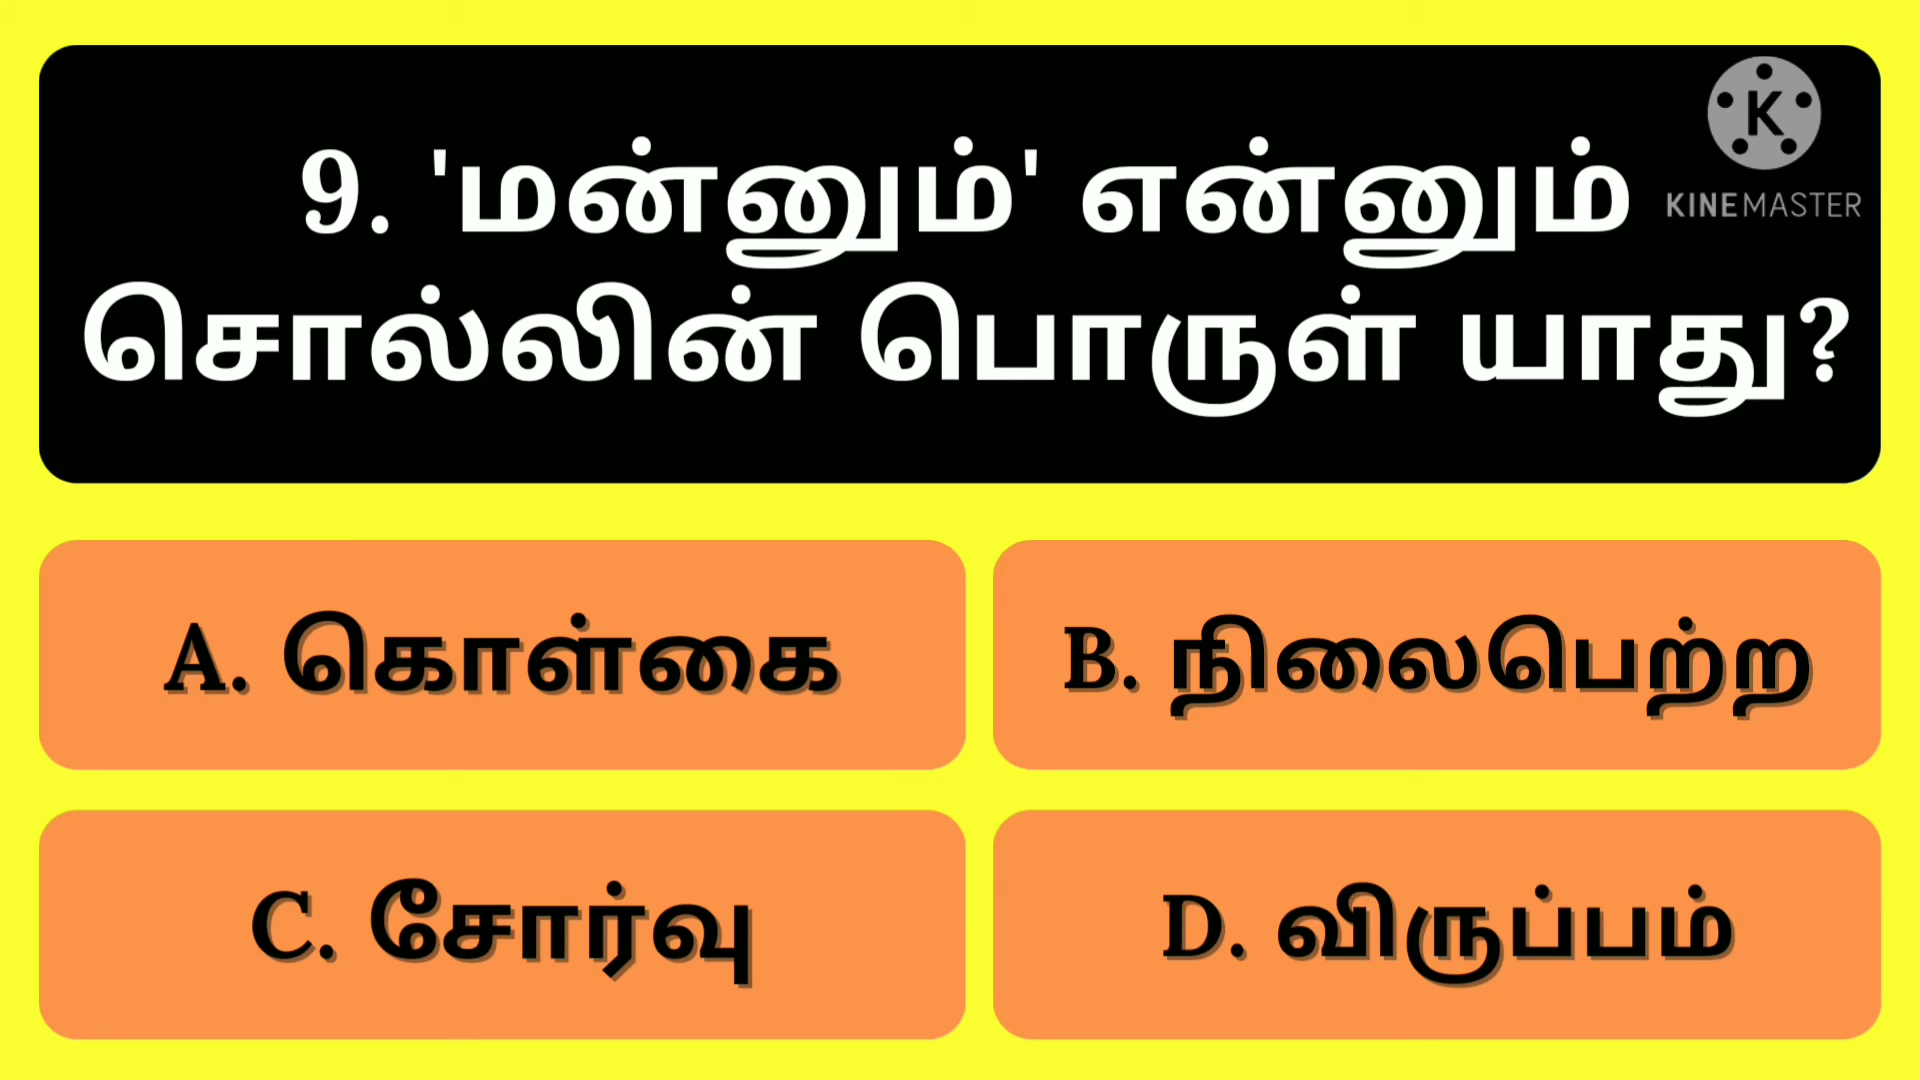 9. 'மன்னும்' என்னும்
சொல்லின் பொருள் யாது?
KINEMASTER
A. கொள்கை
B. நிலைபெற்ற
C. சோர்வு
D. விருப்பம்